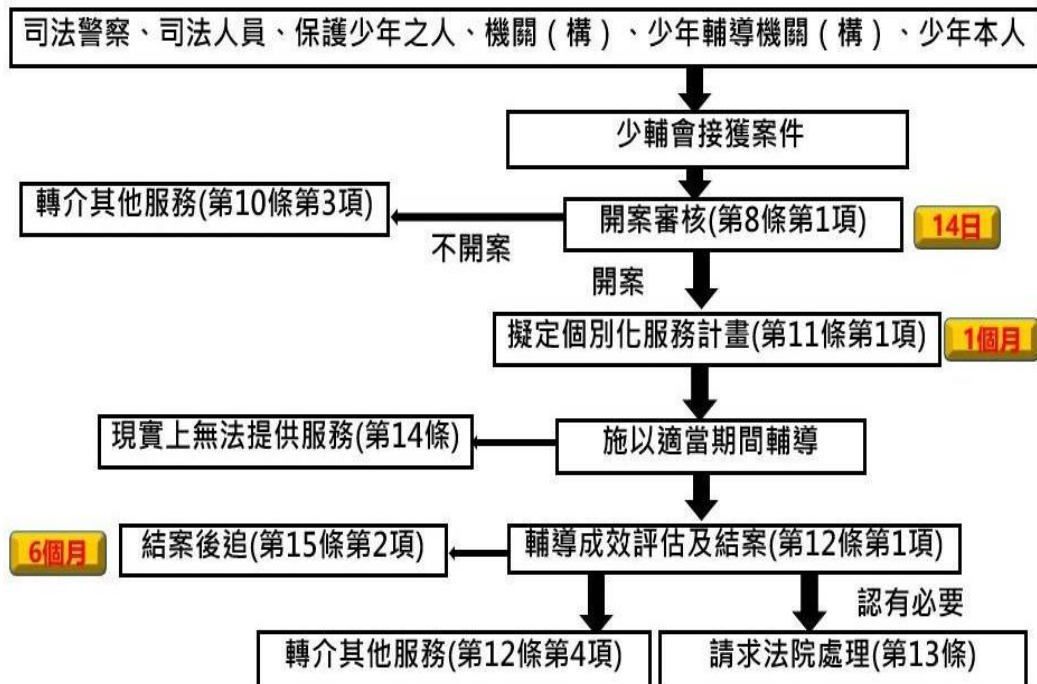 司法警察、司法人員、保護少年之人、機關（構）、少年輔導機關（構）、少年本人
少輔會接獲案件
轉介其他服務(第10條第3項)
開案審核(第8條第1項)
14日
不開案
開案
擬定個別化服務計畫(第11條第1項)
1個月
現實上無法提供服務(第14條)
施以適當期間輔導
6個月
結案後追(第15條第2項)
輔導成效評估及結案(第12條第1項)
認有必要
轉介其他服務(第12條第4項)
請求法院處理(第13條)